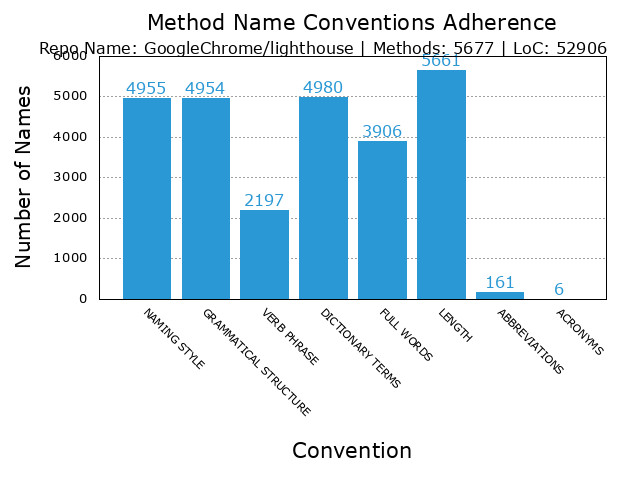 Method Name Conventions Adherence
Repo Name: GoogleChrome/lighthouse | Methods: 5677 | LoC: 52906
Number of Names
6000
5000
4000
3000
2000
1000
0
4955
4954
2197
4980
3906
5661
161
6
NAMING STYLE
GRAMMATICAL STRUCTURE
VERB PHRASE
DICTIONARY TERMS
FULL WORDS
LENGTH
ABBREVIATIONS
ACRONYMS
Convention